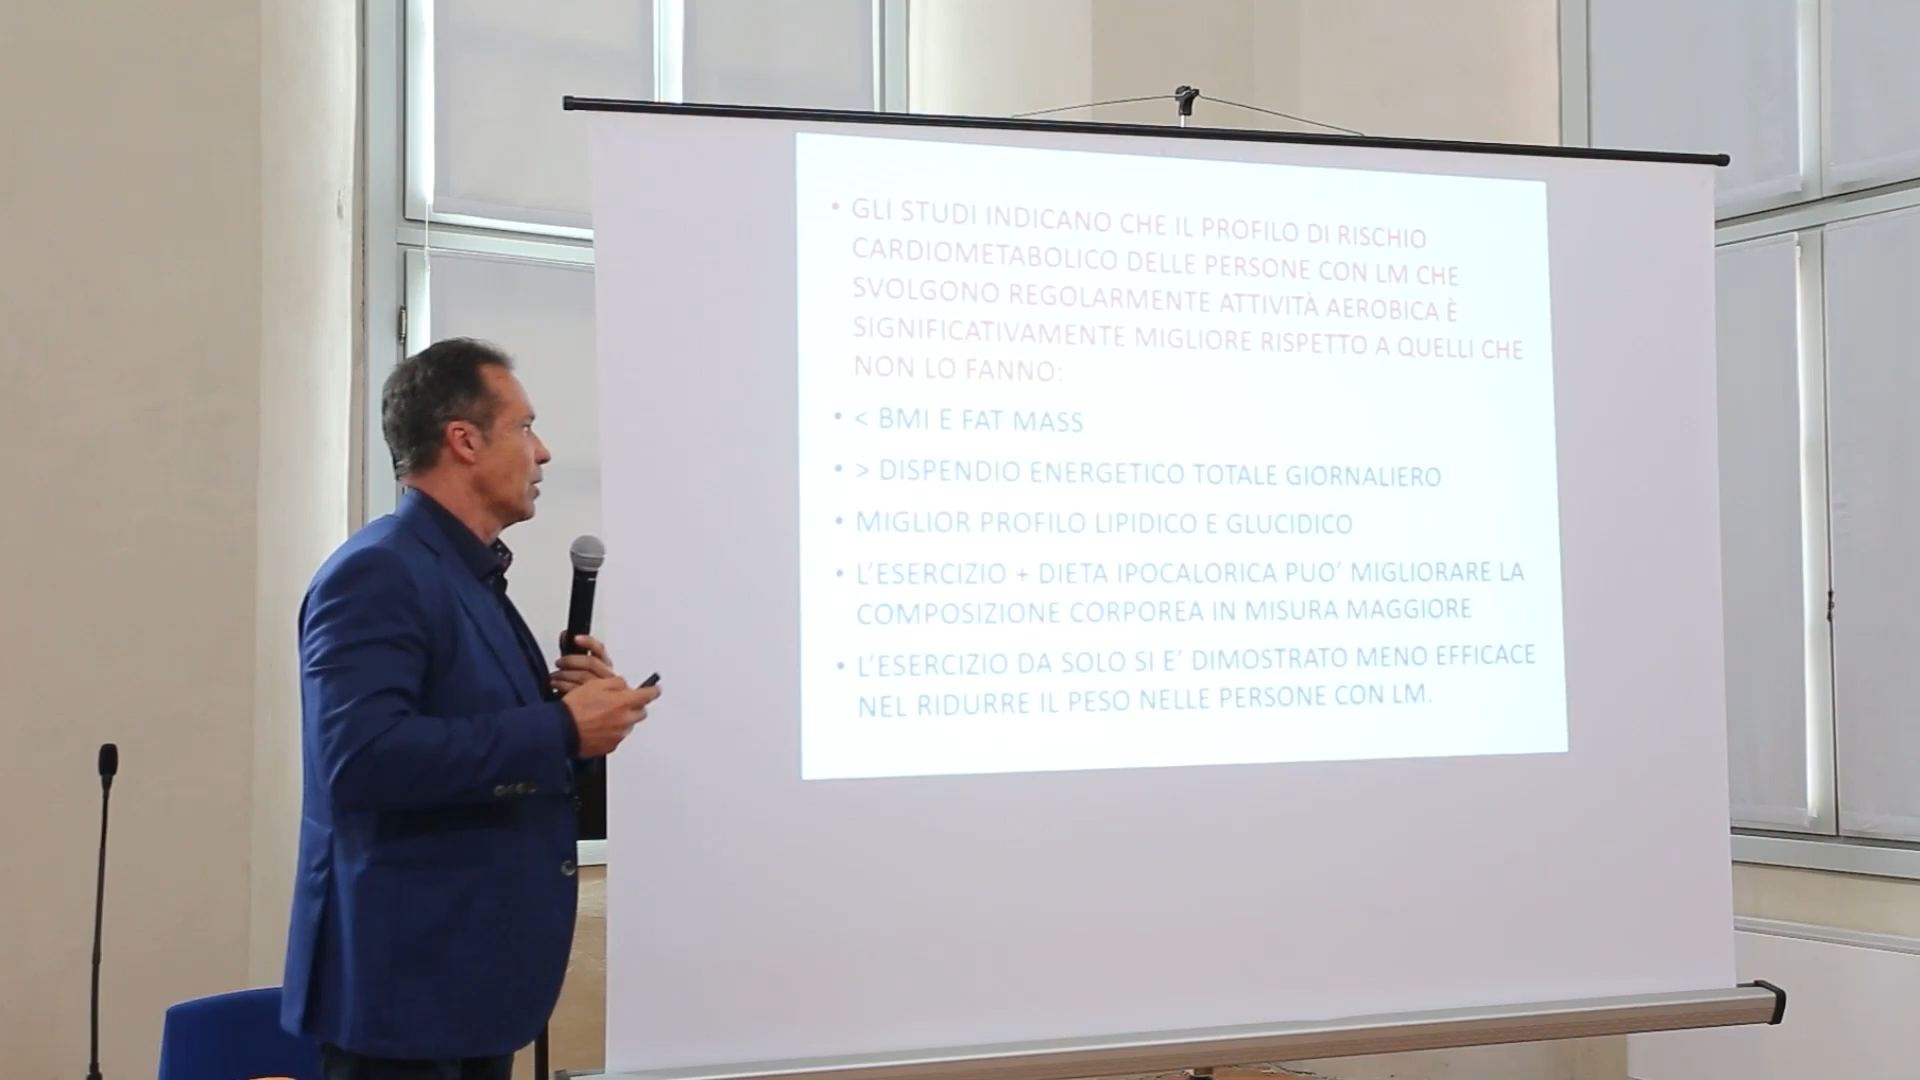 • GLI STUDI INDICANO CHE IL PROFILO DI RISCHIO
CARDIOMETABOLICO DELLE PERSONE CON LM CHE
SVOLGONO REGOLARMENTE ATTIVITÀ AEROBICA È
SIGNIFICATIVAMENTE MIGLIORE RISPETTO A QUELLI CHE
NON LO FANNO:
• < BMI E FAT MASS
• > DISPENDIO ENERGETICO TOTALE GIORNALIERO
• MIGLIOR PROFILO LIPIDICO E GLUCIDICO
• L'ESERCIZIO + DIETA IPOCALORICA PUO' MIGLIORARE LA
COMPOSIZIONE CORPOREA IN MISURA MAGGIORE
• L'ESERCIZIO DA SOLO SI E' DIMOSTRATO MENO EFFICACE
NEL RIDURRE IL PESO NELLE PERSONE CON LM.